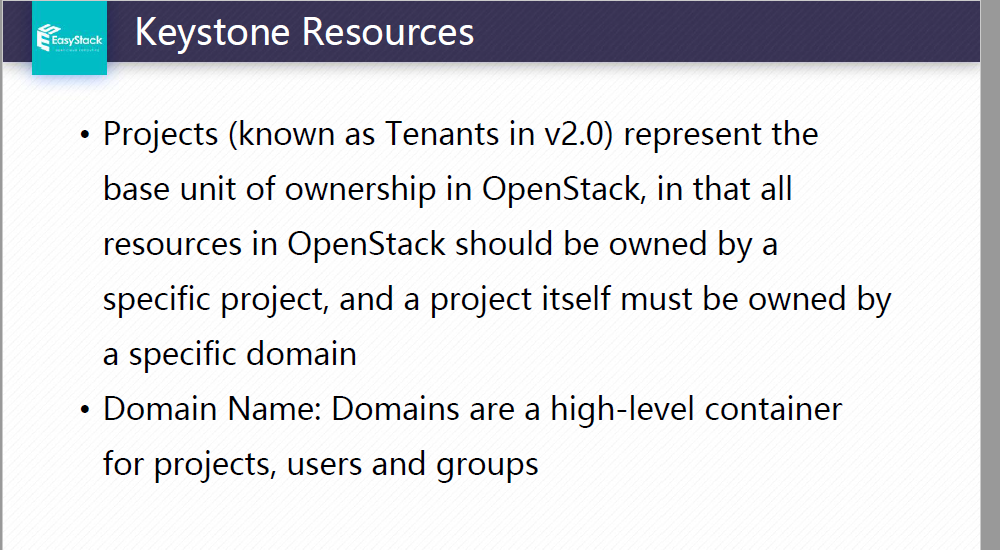 EasyStack
Keystone Resources
• Projects (known as Tenants in v2.0) represent the
base unit of ownership in OpenStack, in that all
resources in OpenStack should be owned by a
specific project, and a project itself must be owned by
a specific domain
• Domain Name: Domains are a high-level container
for projects, users and groups